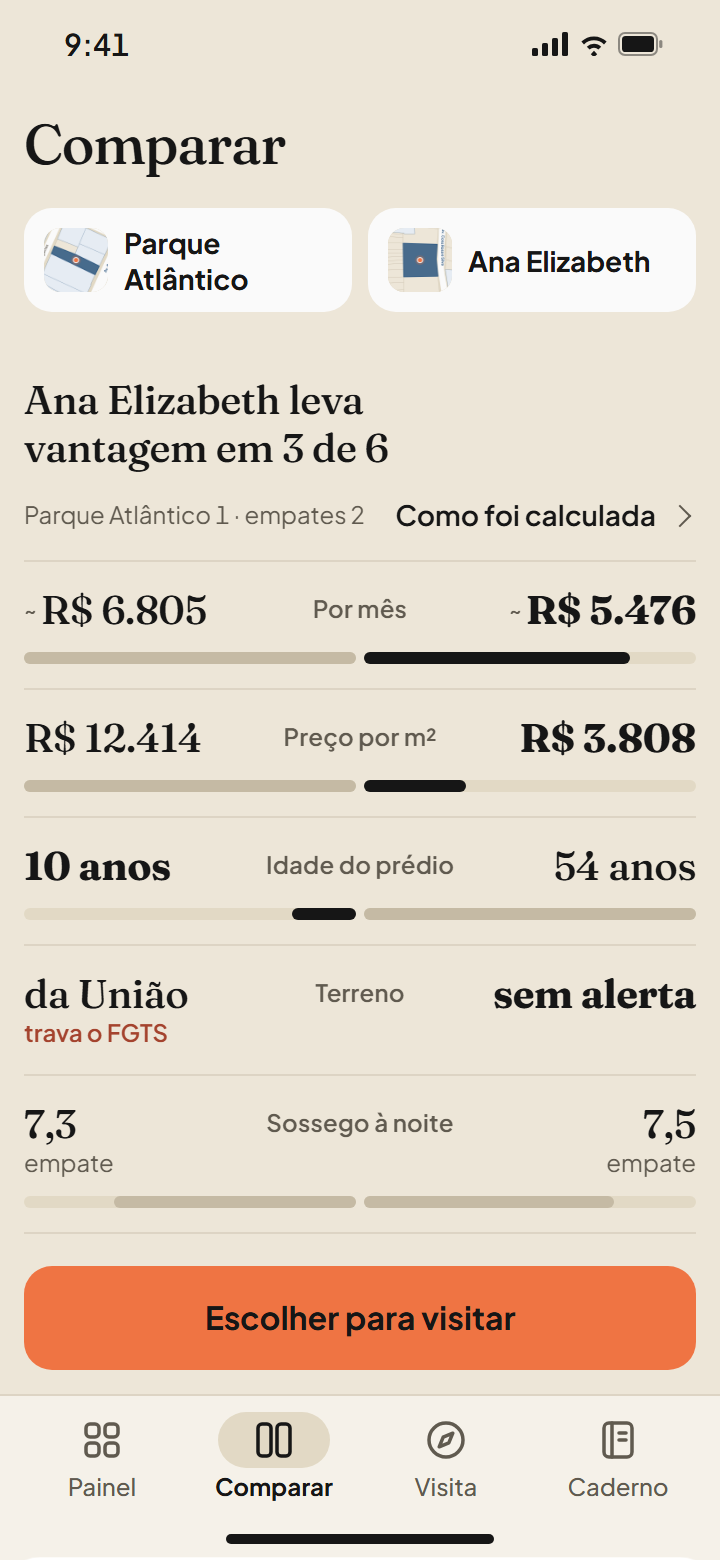 9:41
Comparar
Parque
Atlântico
Ana Elizabeth
Ana Elizabeth leva
vantagem em 3 de 6
Parque Atlântico 1 · empates 2
Como foi calculada
~ R$ 6.805
Por mês
~ R$ 5.476
R$ 12.414
Preço por m²
R$ 3.808
10 anos
Idade do prédio
54 anos
da União
trava o FGTS
Terreno
sem alerta
7,3
empate
Sossego à noite
7,5
empate
Escolher para visitar
Painel
Comparar
Visita
Caderno